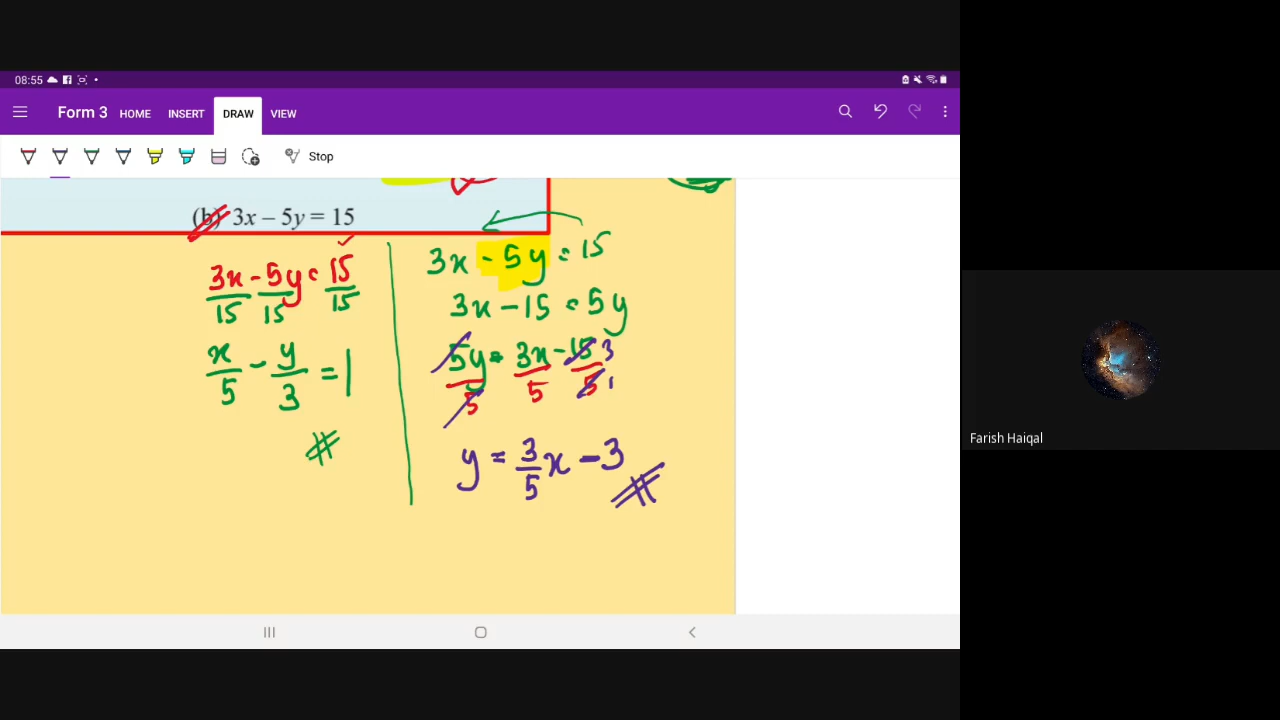 08:55
Form 3 HOME INSERT DRAW VIEW
Stop
(b) 3x – 5y = 15
3x - 5y = 15
15 15 15
x/5 - y/3 = 1
3x - 5y = 15
3x - 15 = 5y
5y = 3x - 15 3
5 5 5 1
y = 3/5 x - 3
Farish Haiqal